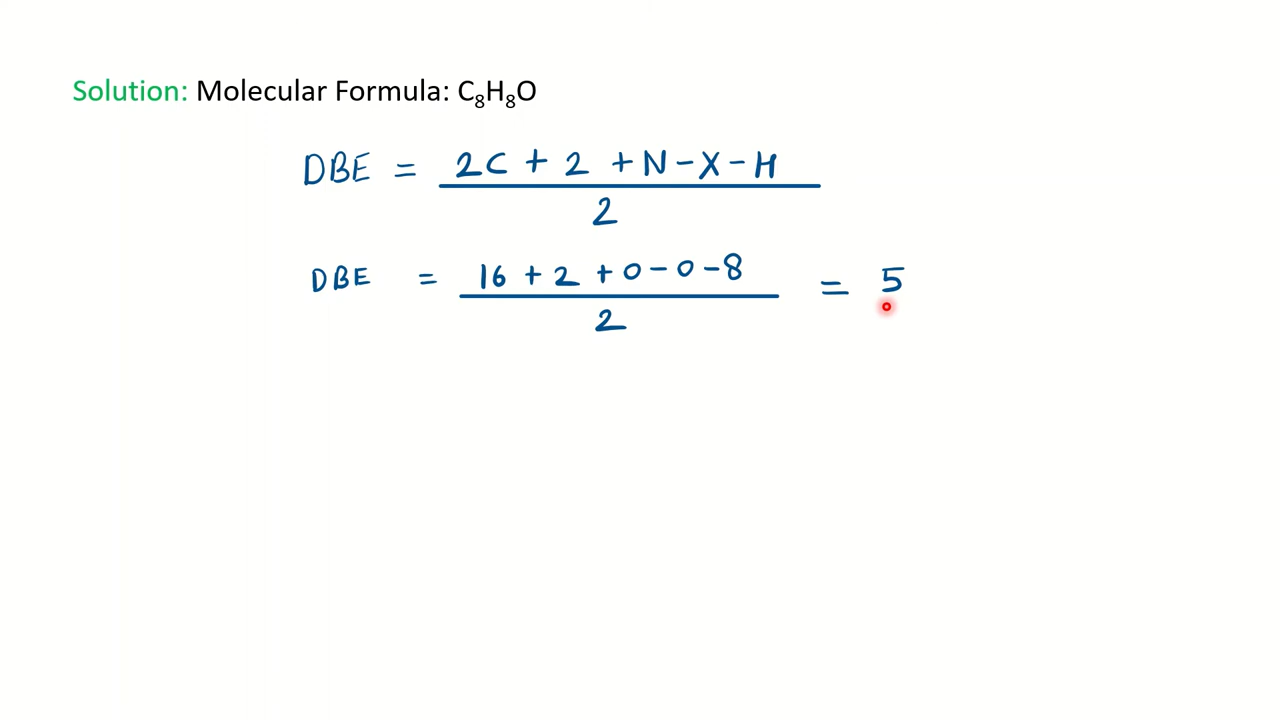 Solution: Molecular Formula: C₈H₈O
DBE = 2C + 2 + N - X - H
2
DBE = 16 + 2 + 0 - 0 - 8 = 5
2